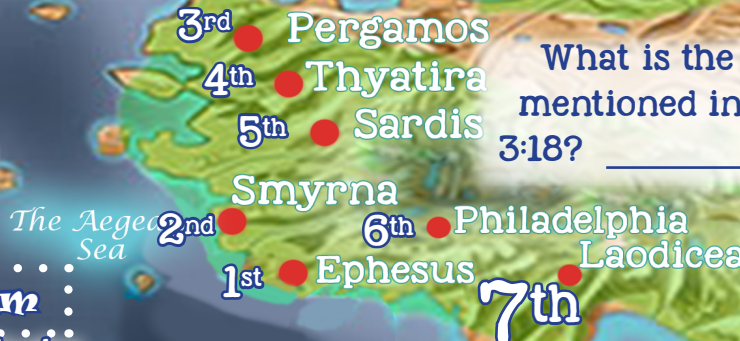 3rd Pergamos
What is the
4th Thyatira
mentioned in
5th Sardis
3:18?
Smyrna
The Aegea
Sea
2nd
6th Philadelphia
Laodicea
1st Ephesus
7th
m